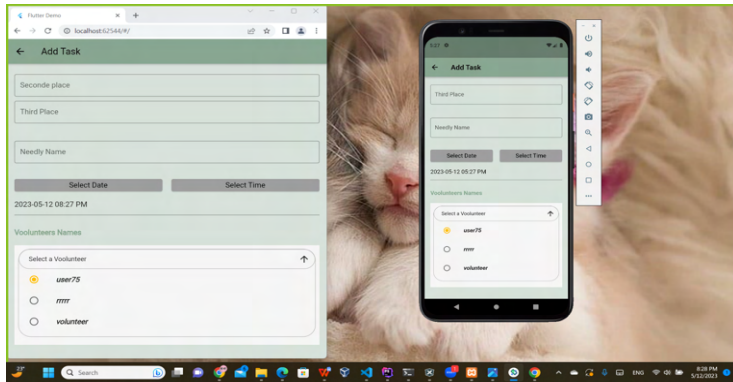 Flutter Demo
localhost:62544/#/
Add Task
Seconde place
Third Place
Needly Name
Select Date
Select Time
2023-05-12 08:27 PM
Voolunteers Names
Select a Voolunteer
user75
rrrrr
volunteer
5:27
Add Task
Third Place
Needly Name
Select Date
Select Time
2023-05-12 05:27 PM
Voolunteers Names
Select a Voolunteer
user75
rrrrr
volunteer
23°
Search
ENG
8:28 PM
5/12/2023